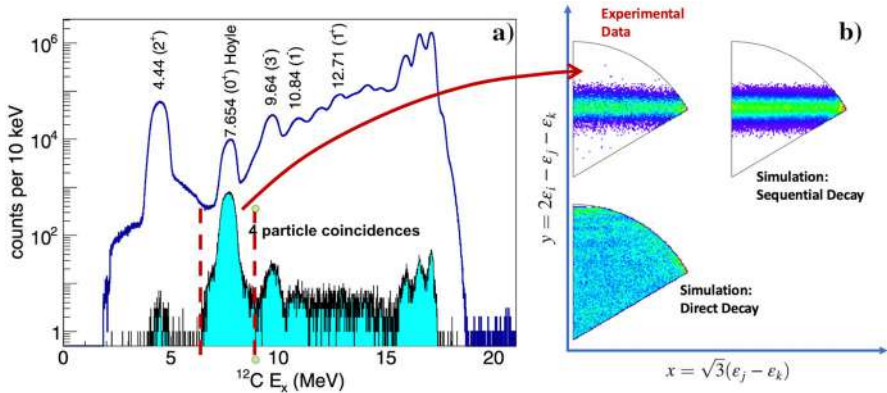 a)
b)
counts per 10 keV
10⁶
10⁴
10²
1
0
5
10
15
20
¹²C Eₓ (MeV)
4.44 (2⁺)
7.654 (0⁺) Hoyle
9.64 (3⁻)
10.84 (1⁻)
12.71 (1⁺)
4 particle coincidences
Experimental
Data
Simulation:
Sequential Decay
Simulation:
Direct Decay
y = 2εᵢ − εⱼ − εₖ
x = √3(εⱼ − εₖ)